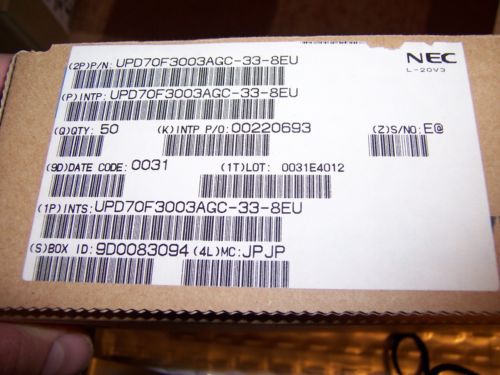 (2P)P/N: UPD70F3003AGC-33-8EU
NEC
L-20V3
(P)INTP: UPD70F3003AGC-33-8EU
(Q)QTY: 50 (K)INTP P/O: 00220693 (Z)S/NO: E@
(9D)DATE CODE: 0031 (1T)LOT: 0031E4012
(1P)INTS: UPD70F3003AGC-33-8EU
(S)BOX ID: 9D0083094 (4L)MC: JPJP